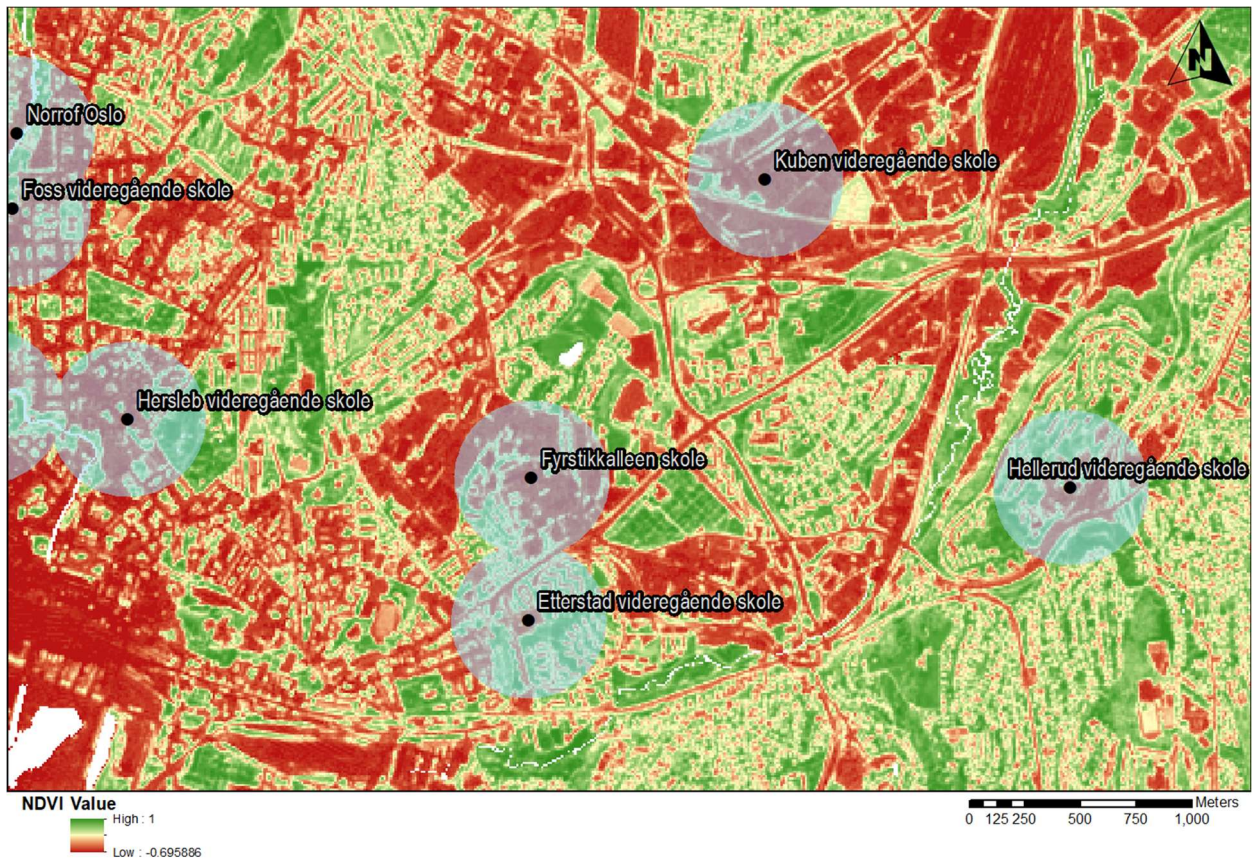 N
Norrof Oslo
Kuben videregående skole
Foss videregående skole
Hersleb videregående skole
Fyrstikkalleen skole
Hellerud videregående skole
Etterstad videregående skole
NDVI Value
High : 1
Low : -0.695886
Meters
0 125 250 500 750 1,000